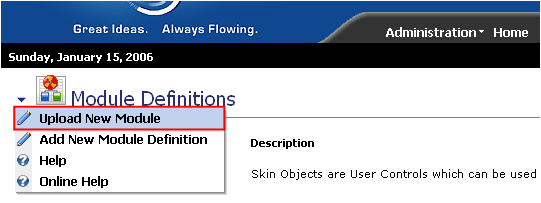 Great Ideas. Always Flowing.
Administration Home
Sunday, January 15, 2006
Module Definitions
Upload New Module
Add New Module Definition
Description
Help
Skin Objects are User Controls which can be used
Online Help